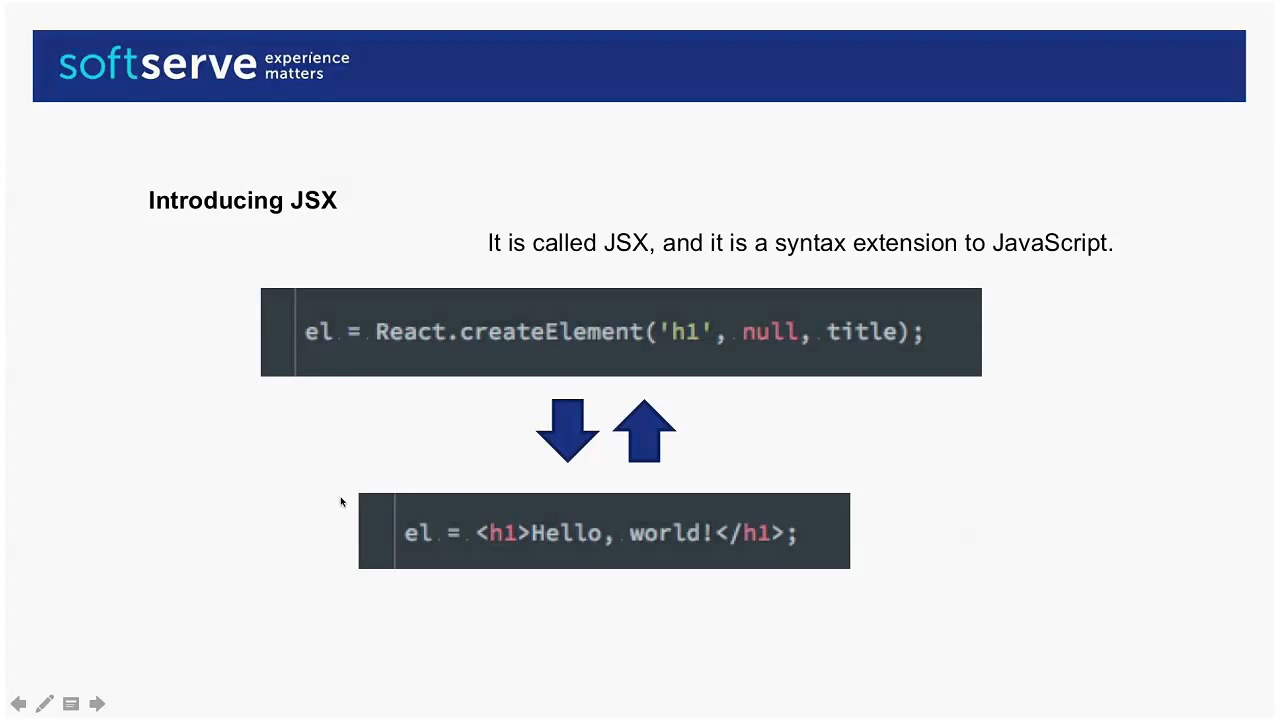 softserve experience
matters
Introducing JSX
It is called JSX, and it is a syntax extension to JavaScript.
el = React.createElement('h1', null, title);
el = <h1>Hello, world!</h1>;